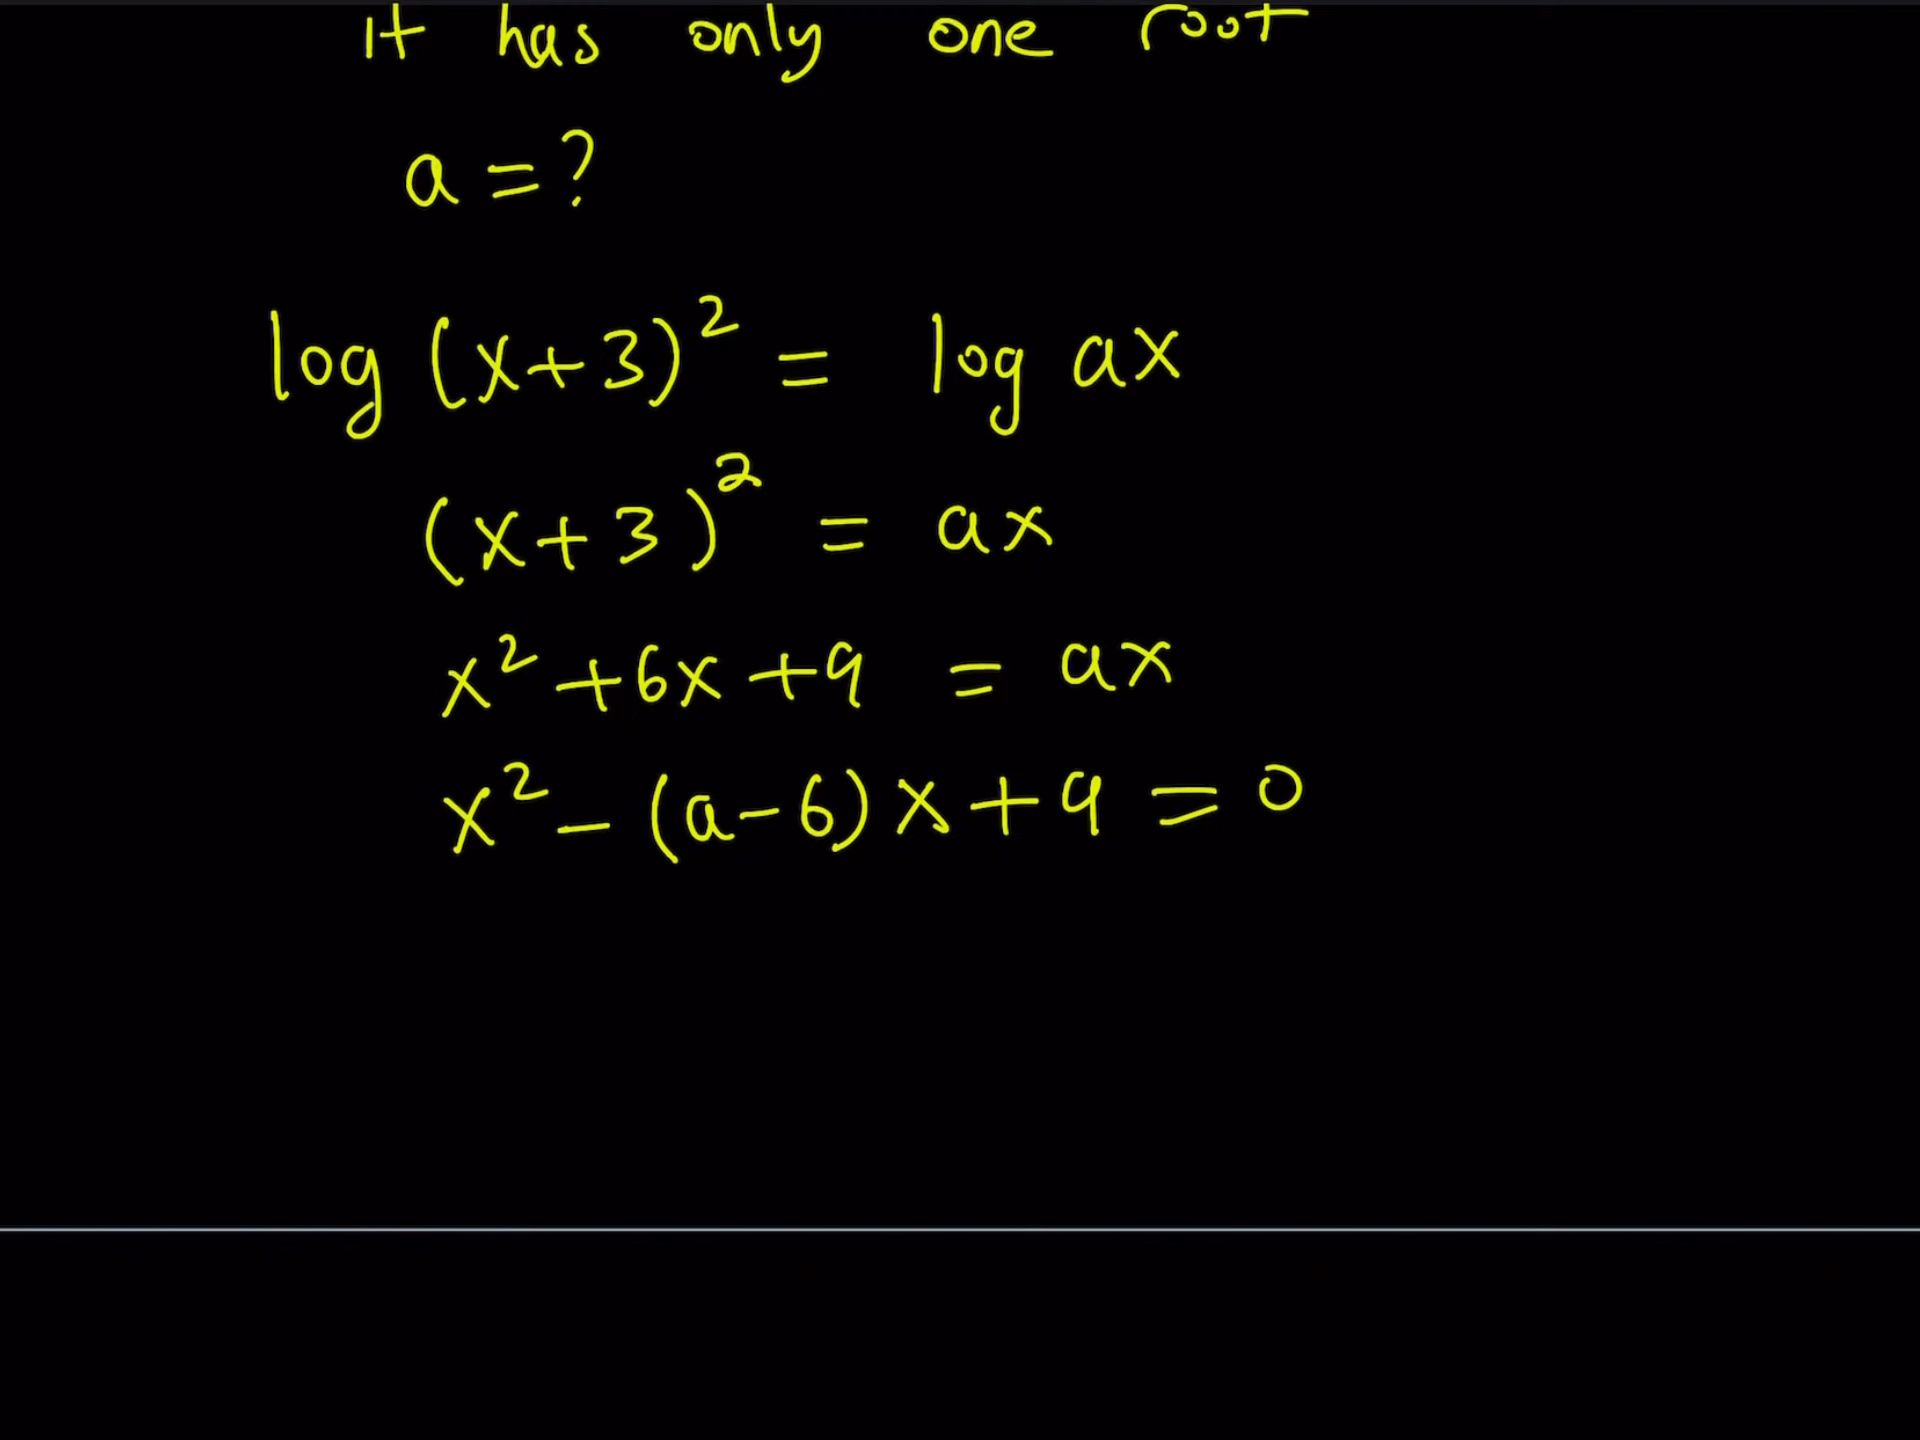 It has only one root
a = ?
log (x+3)² = log ax
(x+3)² = ax
x² + 6x + 9 = ax
x² - (a-6)x + 9 = 0